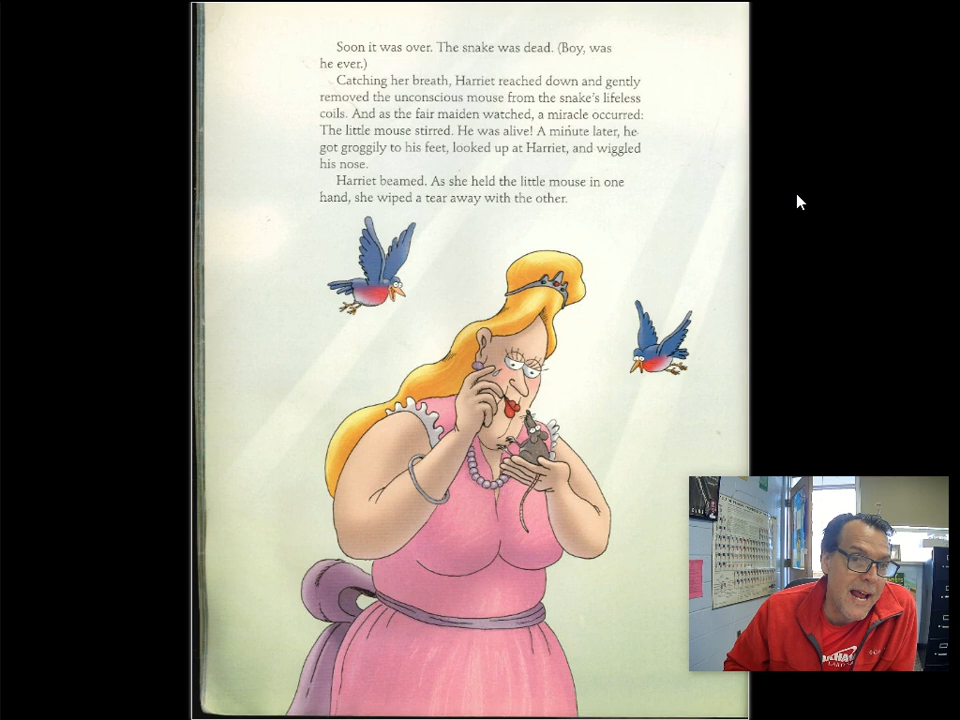 Soon it was over. The snake was dead. (Boy, was
he ever.)
Catching her breath, Harriet reached down and gently
removed the unconscious mouse from the snake's lifeless
coils. And as the fair maiden watched, a miracle occurred:
The little mouse stirred. He was alive! A minute later, he
got groggily to his feet, looked up at Harriet, and wiggled
his nose.
Harriet beamed. As she held the little mouse in one
hand, she wiped a tear away with the other.